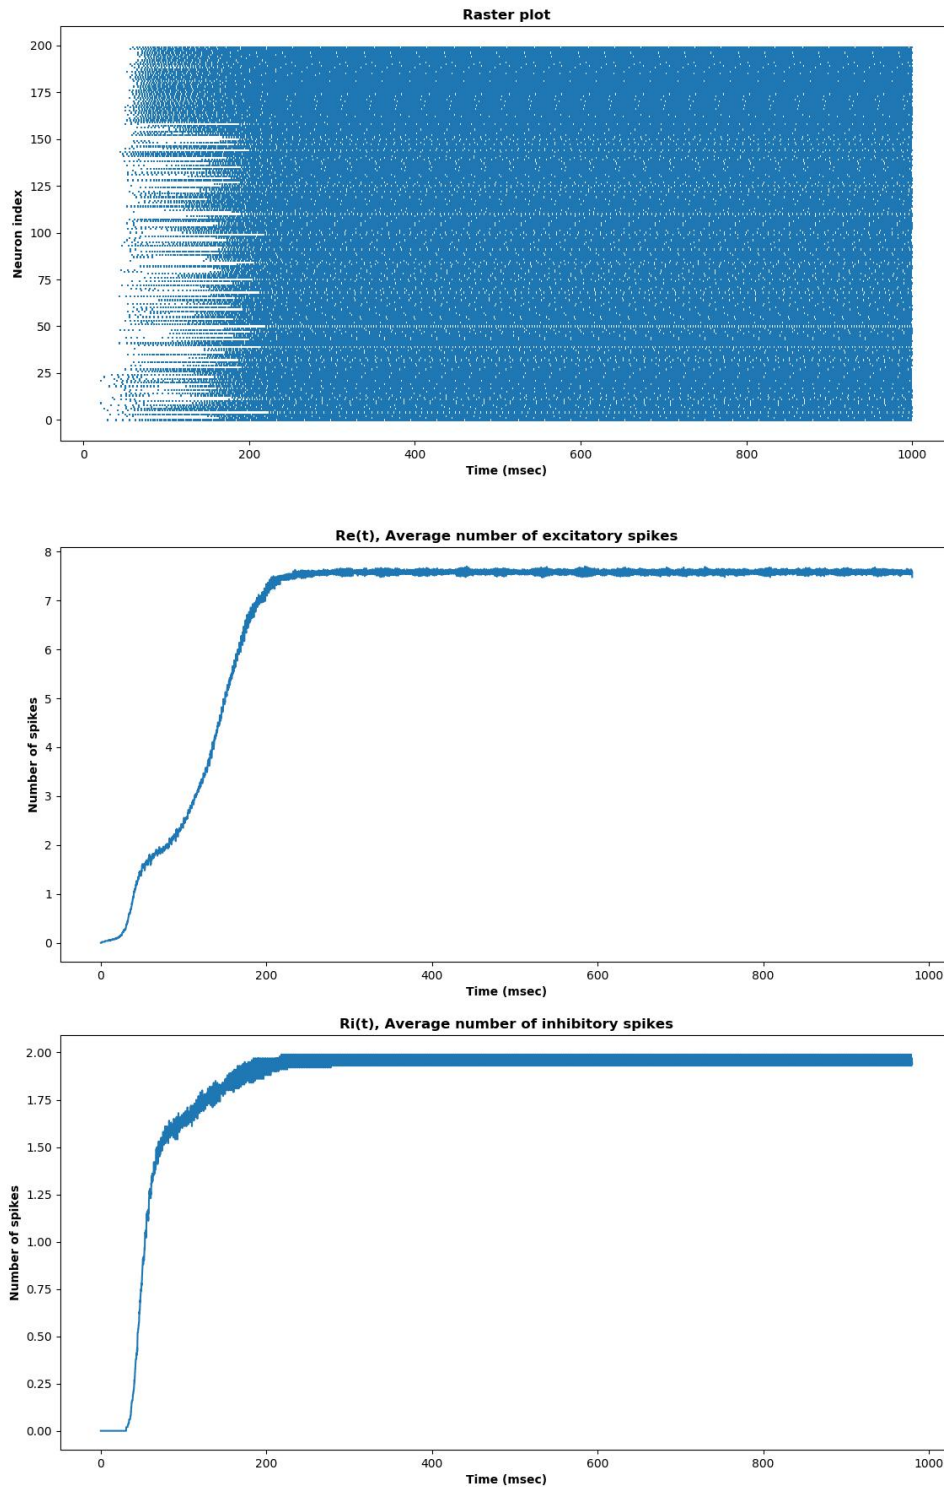 Raster plot
200
175
150
125
100
75
50
25
0
Neuron index
0 200 400 600 800 1000
Time (msec)
Re(t), Average number of excitatory spikes
8
7
6
5
4
3
2
1
0
Number of spikes
0 200 400 600 800 1000
Time (msec)
Ri(t), Average number of inhibitory spikes
2.00
1.75
1.50
1.25
1.00
0.75
0.50
0.25
0.00
Number of spikes
0 200 400 600 800 1000
Time (msec)